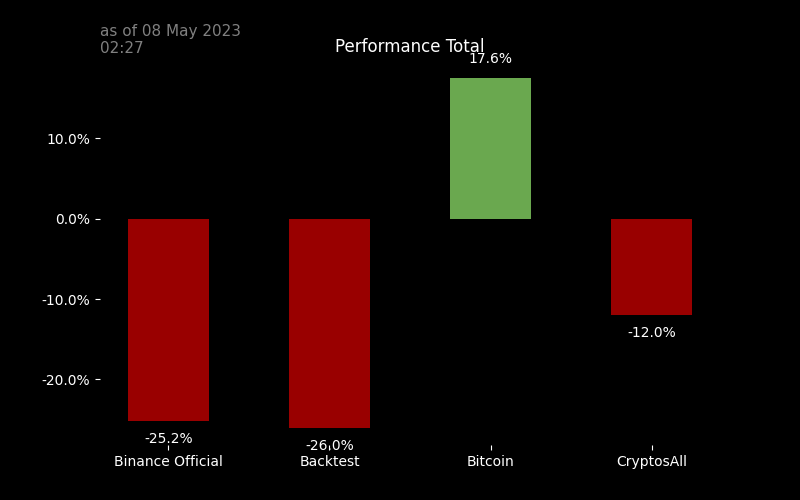 as of 08 May 2023
02:27
Performance Total
17.6%
10.0%
0.0%
-10.0%
-12.0%
-20.0%
-25.2%
-26.0%
Binance Official
Backtest
Bitcoin
CryptosAll